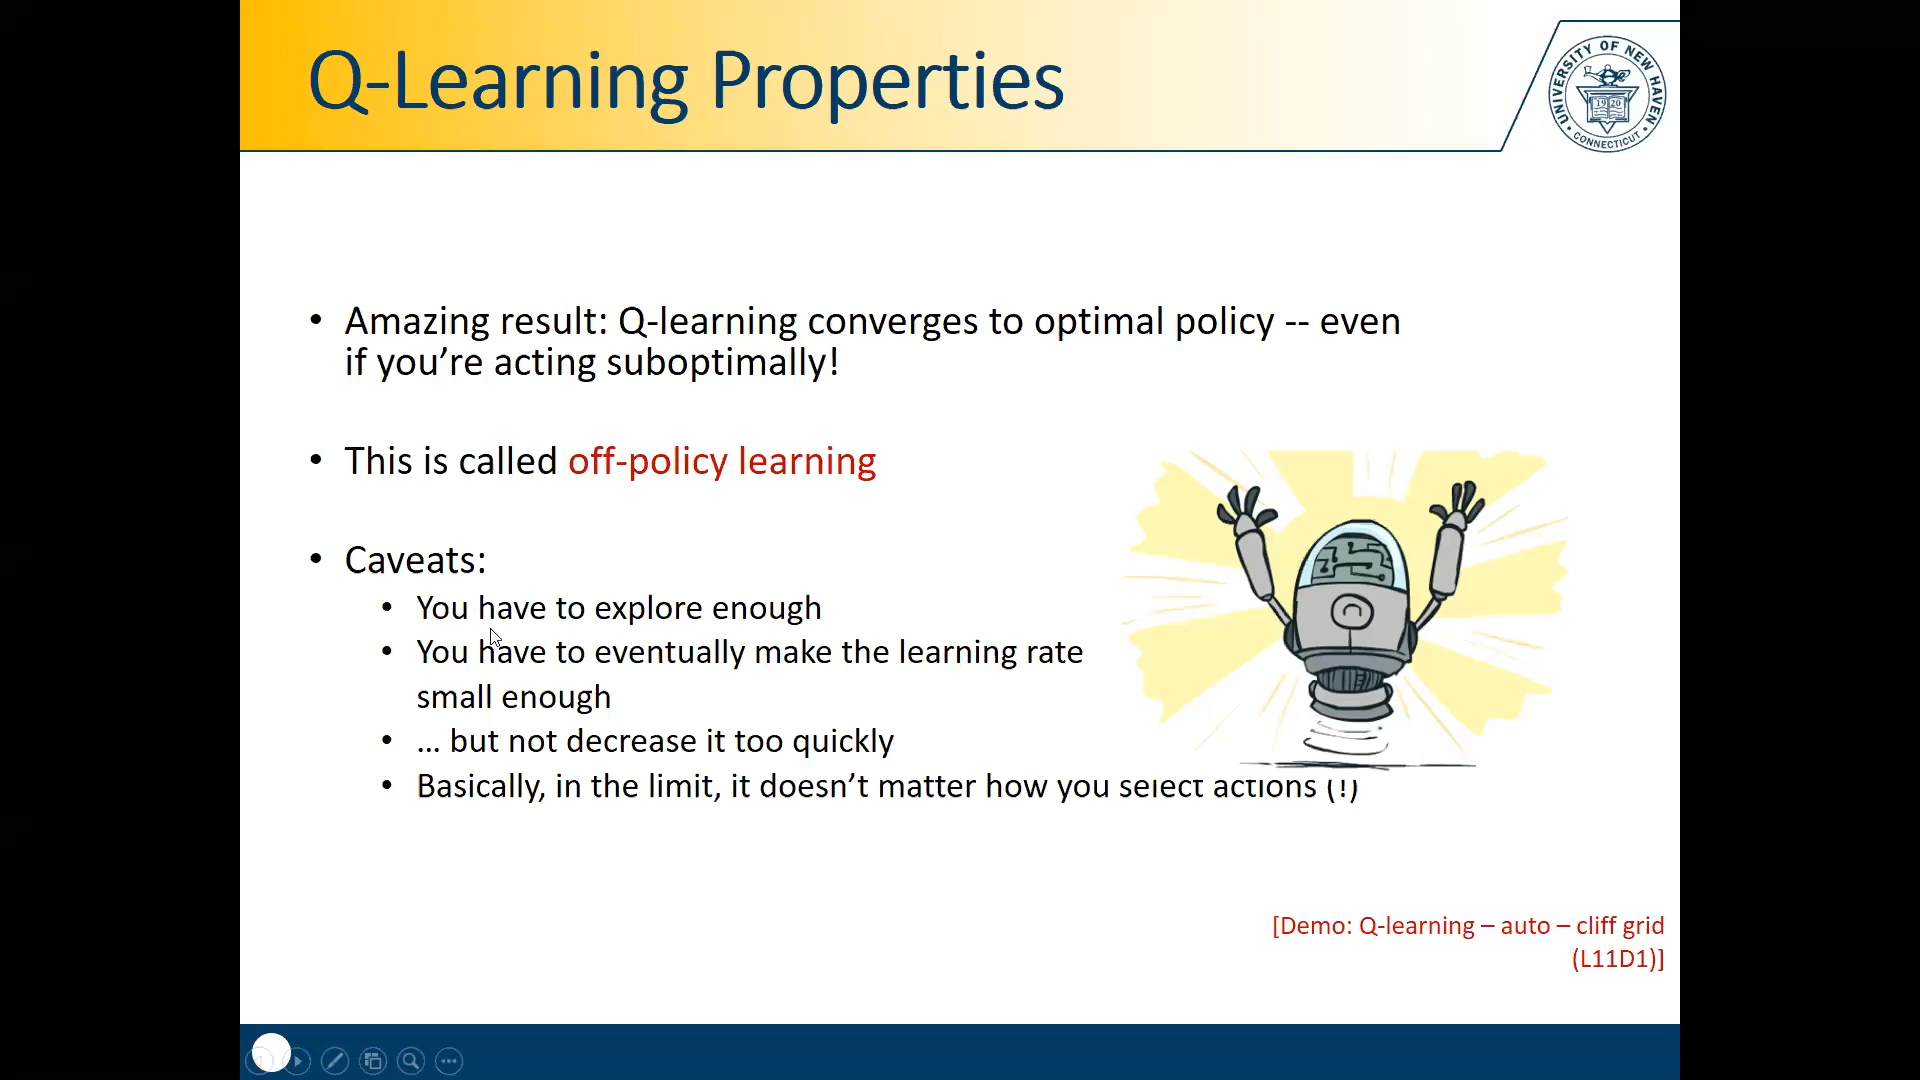 Q-Learning Properties
UNIVERSITY OF NEW HAVEN
1920
CONNECTICUT
• Amazing result: Q-learning converges to optimal policy -- even
if you’re acting suboptimally!
• This is called off-policy learning
• Caveats:
• You have to explore enough
• You have to eventually make the learning rate
small enough
• … but not decrease it too quickly
• Basically, in the limit, it doesn’t matter how you select actions (!)
[Demo: Q-learning – auto – cliff grid
(L11D1)]